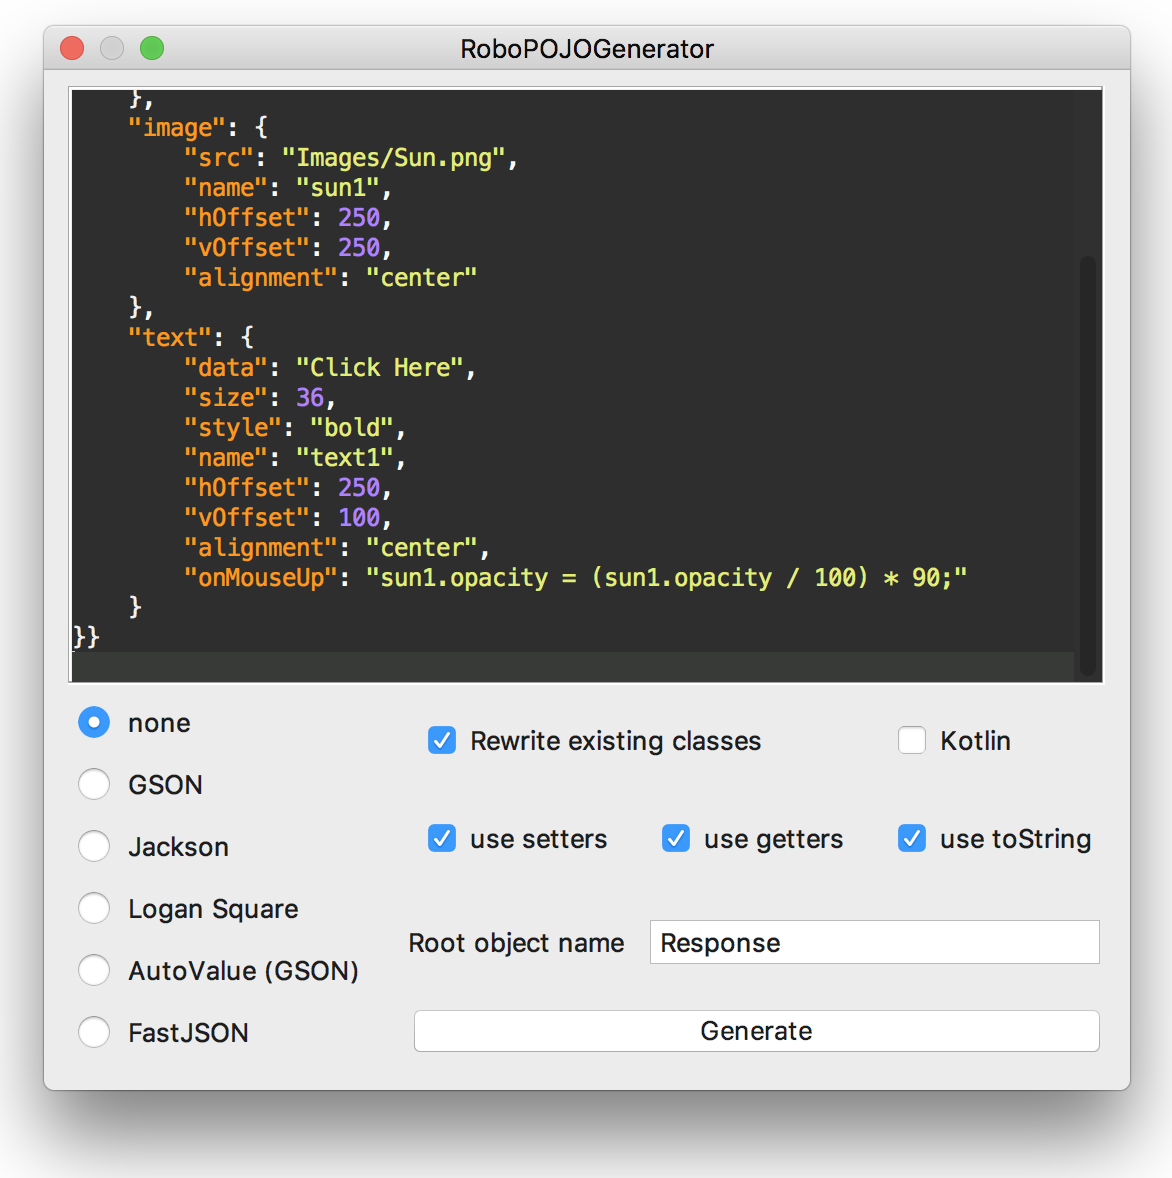 RoboPOJOGenerator
},
"image": {
"src": "Images/Sun.png",
"name": "sun1",
"hOffset": 250,
"vOffset": 250,
"alignment": "center"
},
"text": {
"data": "Click Here",
"size": 36,
"style": "bold",
"name": "text1",
"hOffset": 250,
"vOffset": 100,
"alignment": "center",
"onMouseUp": "sun1.opacity = (sun1.opacity / 100) * 90;"
}
}}
none
GSON
Jackson
Logan Square
AutoValue (GSON)
FastJSON
Rewrite existing classes
Kotlin
use setters
use getters
use toString
Root object name
Response
Generate